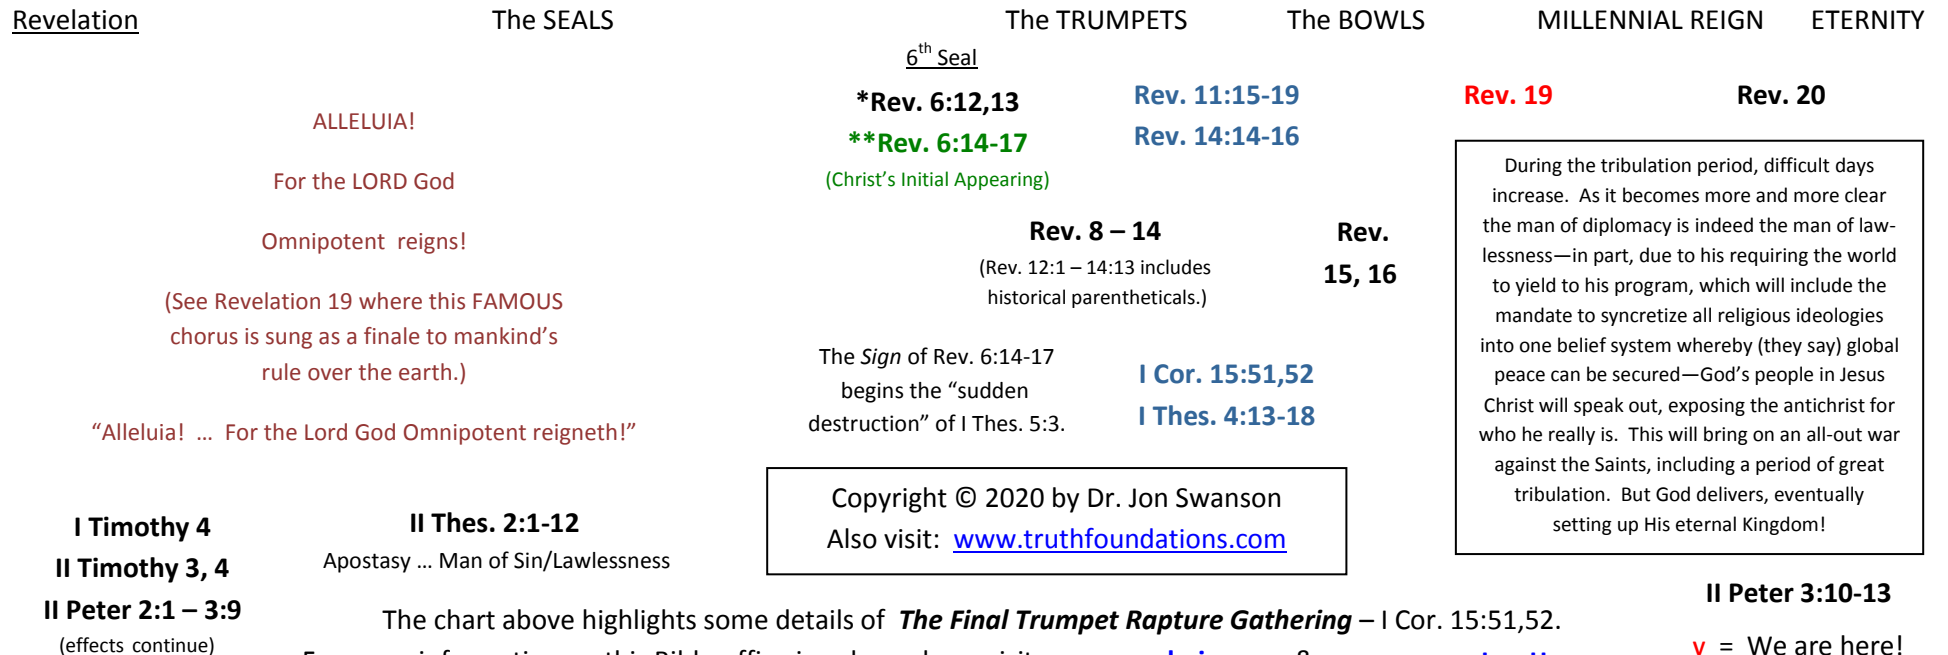 Revelation The SEALS The TRUMPETS The BOWLS MILLENNIAL REIGN ETERNITY
6th Seal
*Rev. 6:12,13
**Rev. 6:14-17
(Christ’s Initial Appearing)
Rev. 11:15-19
Rev. 14:14-16
Rev. 19
Rev. 20
ALLELUIA!
For the LORD God
Omnipotent reigns!
(See Revelation 19 where this FAMOUS
chorus is sung as a finale to mankind’s
rule over the earth.)
“Alleluia! … For the Lord God Omnipotent reigneth!”
Rev. 8 – 14
(Rev. 12:1 – 14:13 includes
historical parentheticals.)
Rev.
15, 16
The Sign of Rev. 6:14-17
begins the “sudden
destruction” of I Thes. 5:3.
I Cor. 15:51,52
I Thes. 4:13-18
During the tribulation period, difficult days
increase. As it becomes more and more clear
the man of diplomacy is indeed the man of law-
lessness—in part, due to his requiring the world
to yield to his program, which will include the
mandate to syncretize all religious ideologies
into one belief system whereby (they say) global
peace can be secured—God’s people in Jesus
Christ will speak out, exposing the antichrist for
who he really is. This will bring on an all-out war
against the Saints, including a period of great
tribulation. But God delivers, eventually
setting up His eternal Kingdom!
Copyright © 2020 by Dr. Jon Swanson
Also visit: www.truthfoundations.com
I Timothy 4
II Timothy 3, 4
II Peter 2:1 – 3:9
(effects continue)
II Thes. 2:1-12
Apostasy … Man of Sin/Lawlessness
II Peter 3:10-13
The chart above highlights some details of The Final Trumpet Rapture Gathering – I Cor. 15:51,52.
v = We are here!